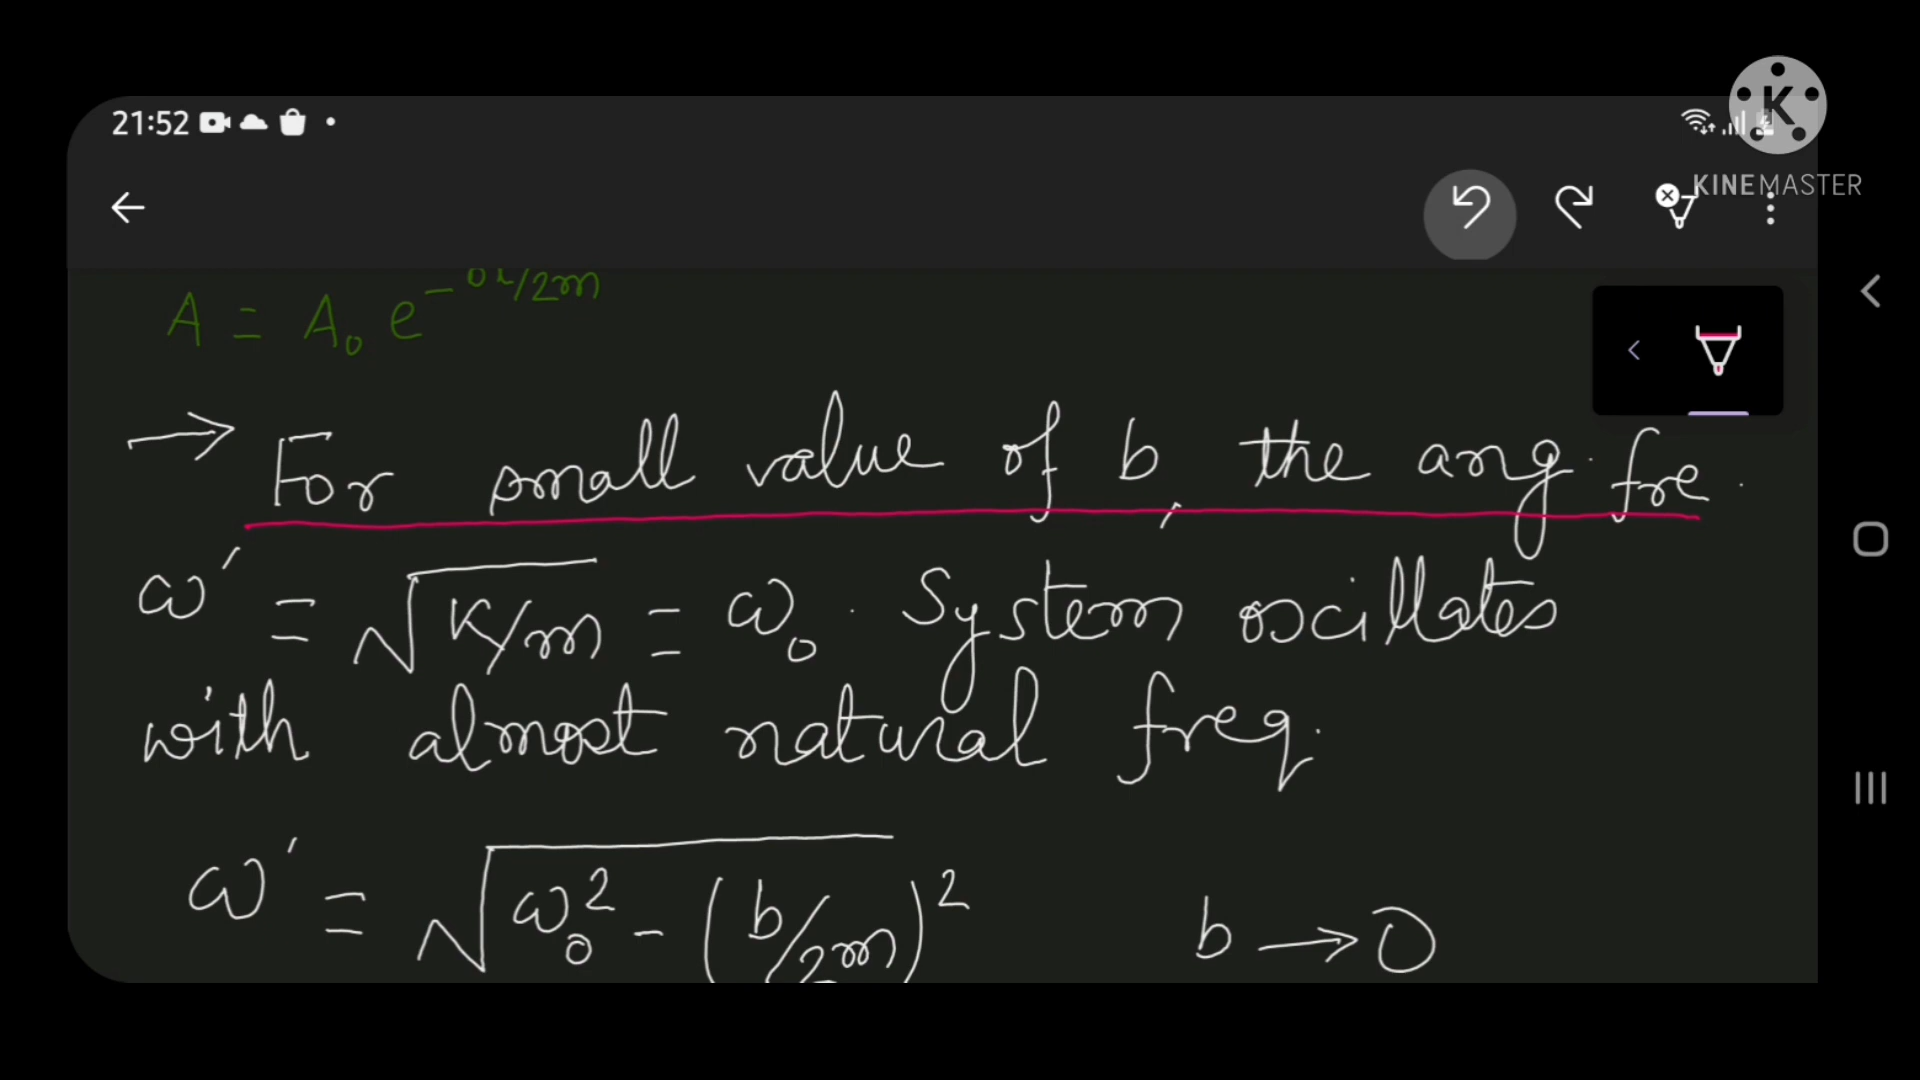 21:52
KINEMASTER
A = A₀ e^-bt/2m
→ For small value of b, the ang. fre.
ω' = √K/m = ω₀. System oscillates
with almost natural freq.
ω' = √ω₀² - (b/2m)² b → 0